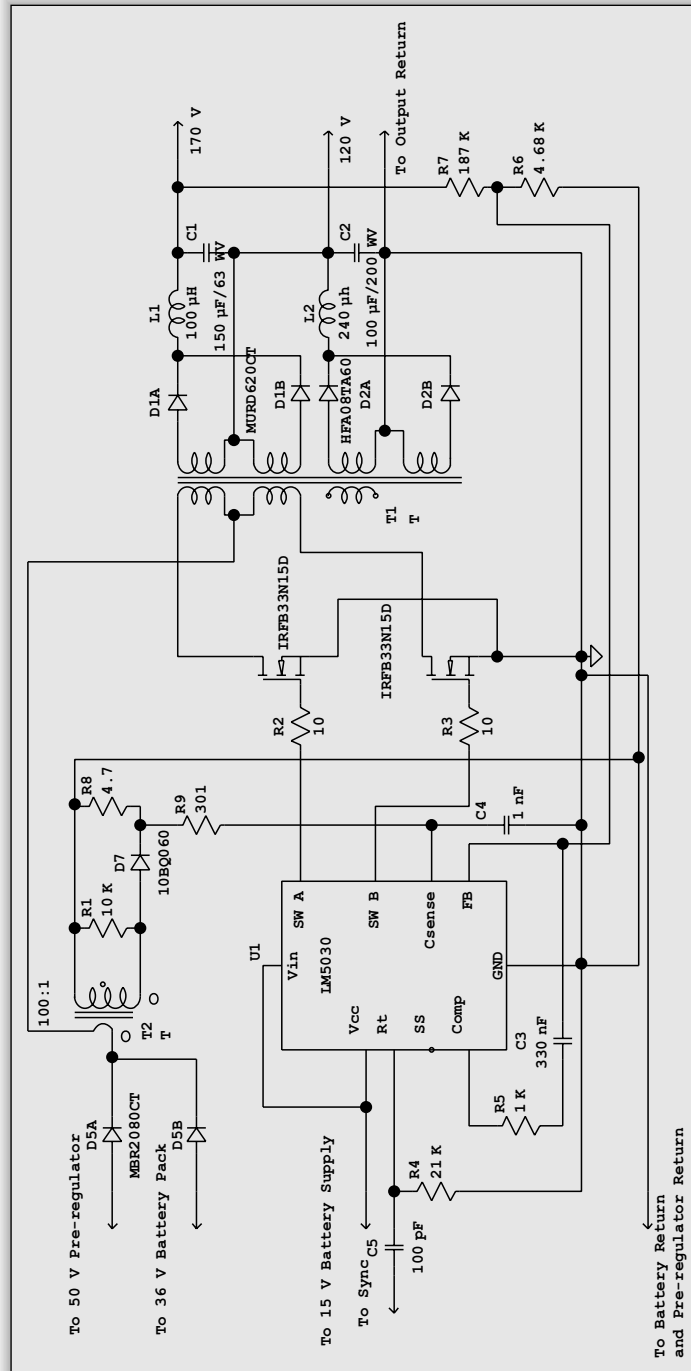 100:1
To 50 V Pre-regulator
D5A
MBR2080CT
To 36 V Battery Pack
D5B
T2
T
R1
10 K
D7
10BQ060
R8
4.7
R9
301
170 V
L1
100 µH
C1
150 µF/63 WV
D1A
MURD620CT
D1B
120 V
L2
240 µh
C2
100 µF/200 WV
HFA08TA60
D2A
D2B
To Output Return
T1
T
IRFB33N15D
R2
10
IRFB33N15D
R3
10
U1
Vin
LM5030
SW A
SW B
Csense
FB
Vcc
Rt
SS
Comp
GND
To 15 V Battery Supply
To Sync
C5
100 pF
R4
21 K
R5
1 K
C3
330 nF
C4
1 nF
R7
187 K
R6
4.68 K
To Battery Return
and Pre-regulator Return